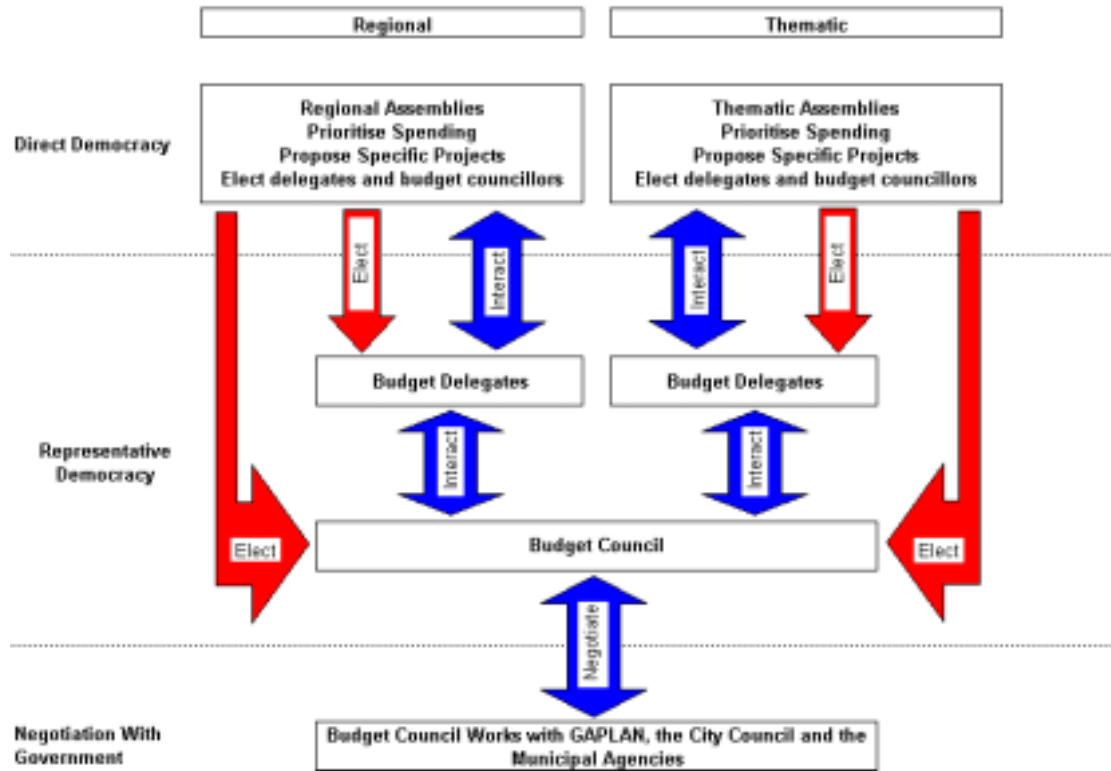 Regional
Thematic
Direct Democracy
Regional Assemblies
Prioritise Spending
Propose Specific Projects
Elect delegates and budget councillors
Thematic Assemblies
Prioritise Spending
Propose Specific Projects
Elect delegates and budget councillors
Elect
Interact
Interact
Elect
Budget Delegates
Budget Delegates
Representative
Democracy
Interact
Interact
Elect
Budget Council
Elect
Negotiate
Negotiation With
Government
Budget Council Works with GAPLAN, the City Council and the
Municipal Agencies